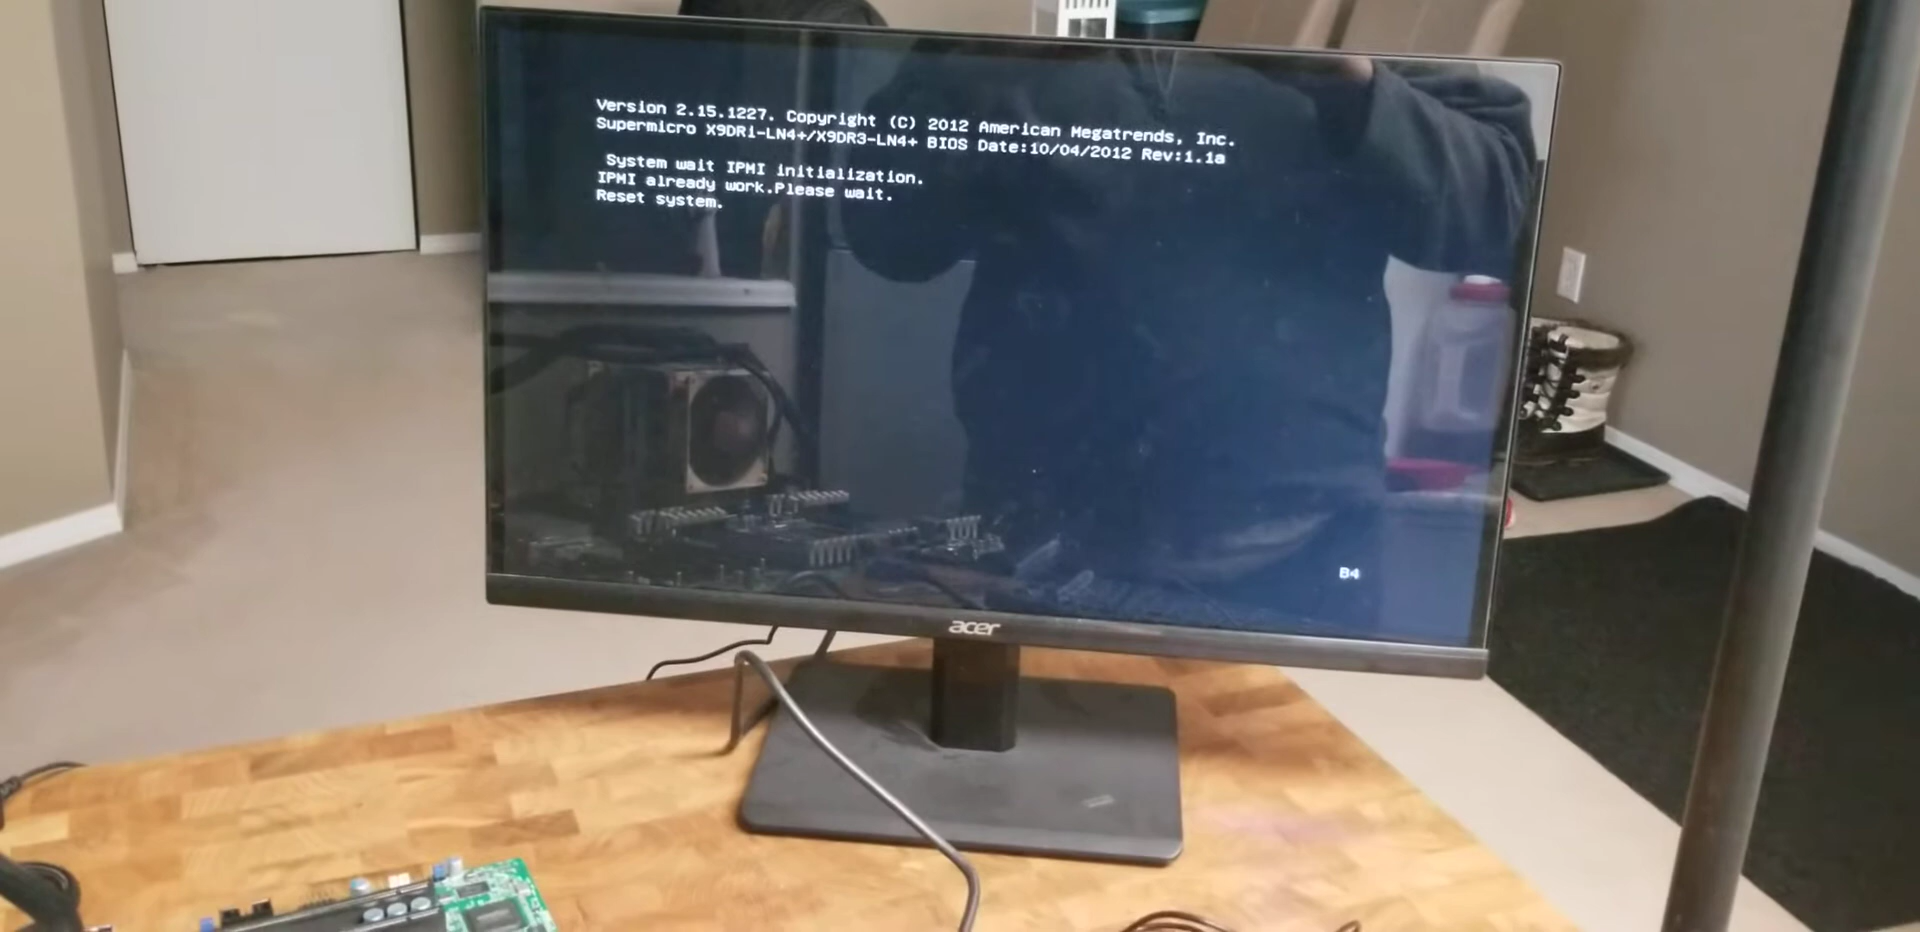 Version 2.15.1227. Copyright (C) 2012 American Megatrends, Inc.
Supermicro X9DRi-LN4+/X9DR3-LN4+ BIOS Date:10/04/2012 Rev:1.1a
System wait IPMI initialization.
IPMI already work.Please wait.
Reset system.
B4
acer